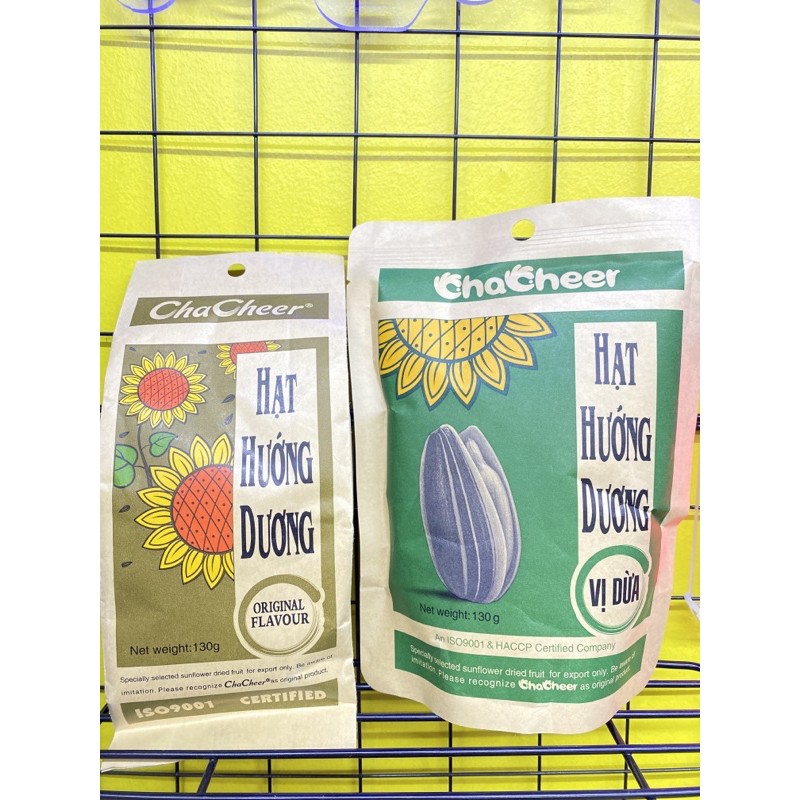 ChaCheer®
HẠT
HƯỚNG
DƯƠNG
ORIGINAL
FLAVOUR
Net weight: 130g
Specially selected sunflower dried fruit for export only. Be aware of
imitation. Please recognize ChaCheer® as original product.
ISO9001 CERTIFIED
ChaCheer
HẠT
HƯỚNG
DƯƠNG
VỊ DỪA
Net weight: 130g
An ISO9001 & HACCP Certified Company
Specially selected sunflower dried fruit for export only. Be aware of
imitation. Please recognize ChaCheer as original product.